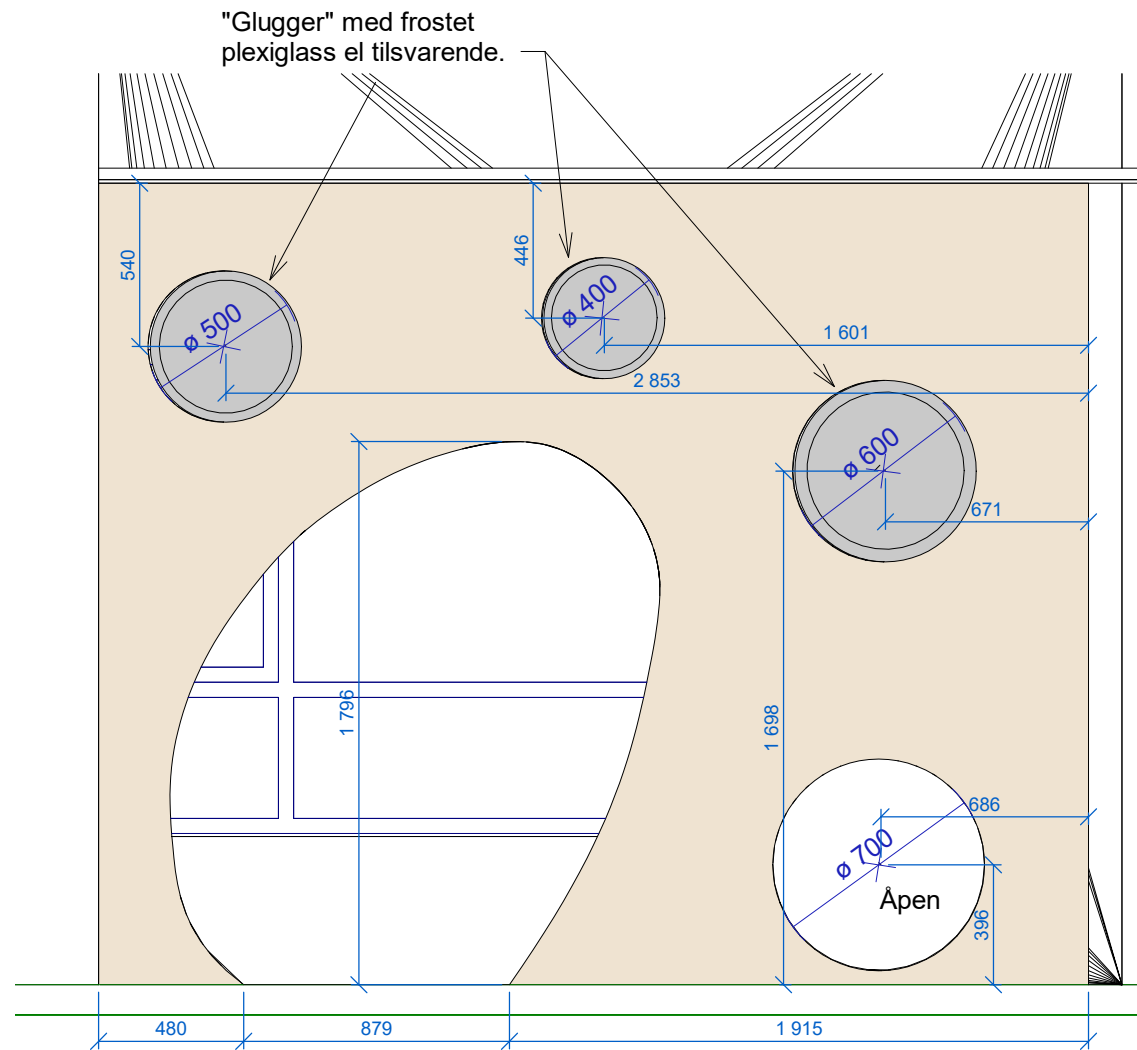 "Glugger" med frostet
plexiglass el tilsvarende.
540
446
ø 500
ø 400
1 601
2 853
ø 600
671
1 796
1 698
686
ø 700
Åpen
396
480
879
1 915